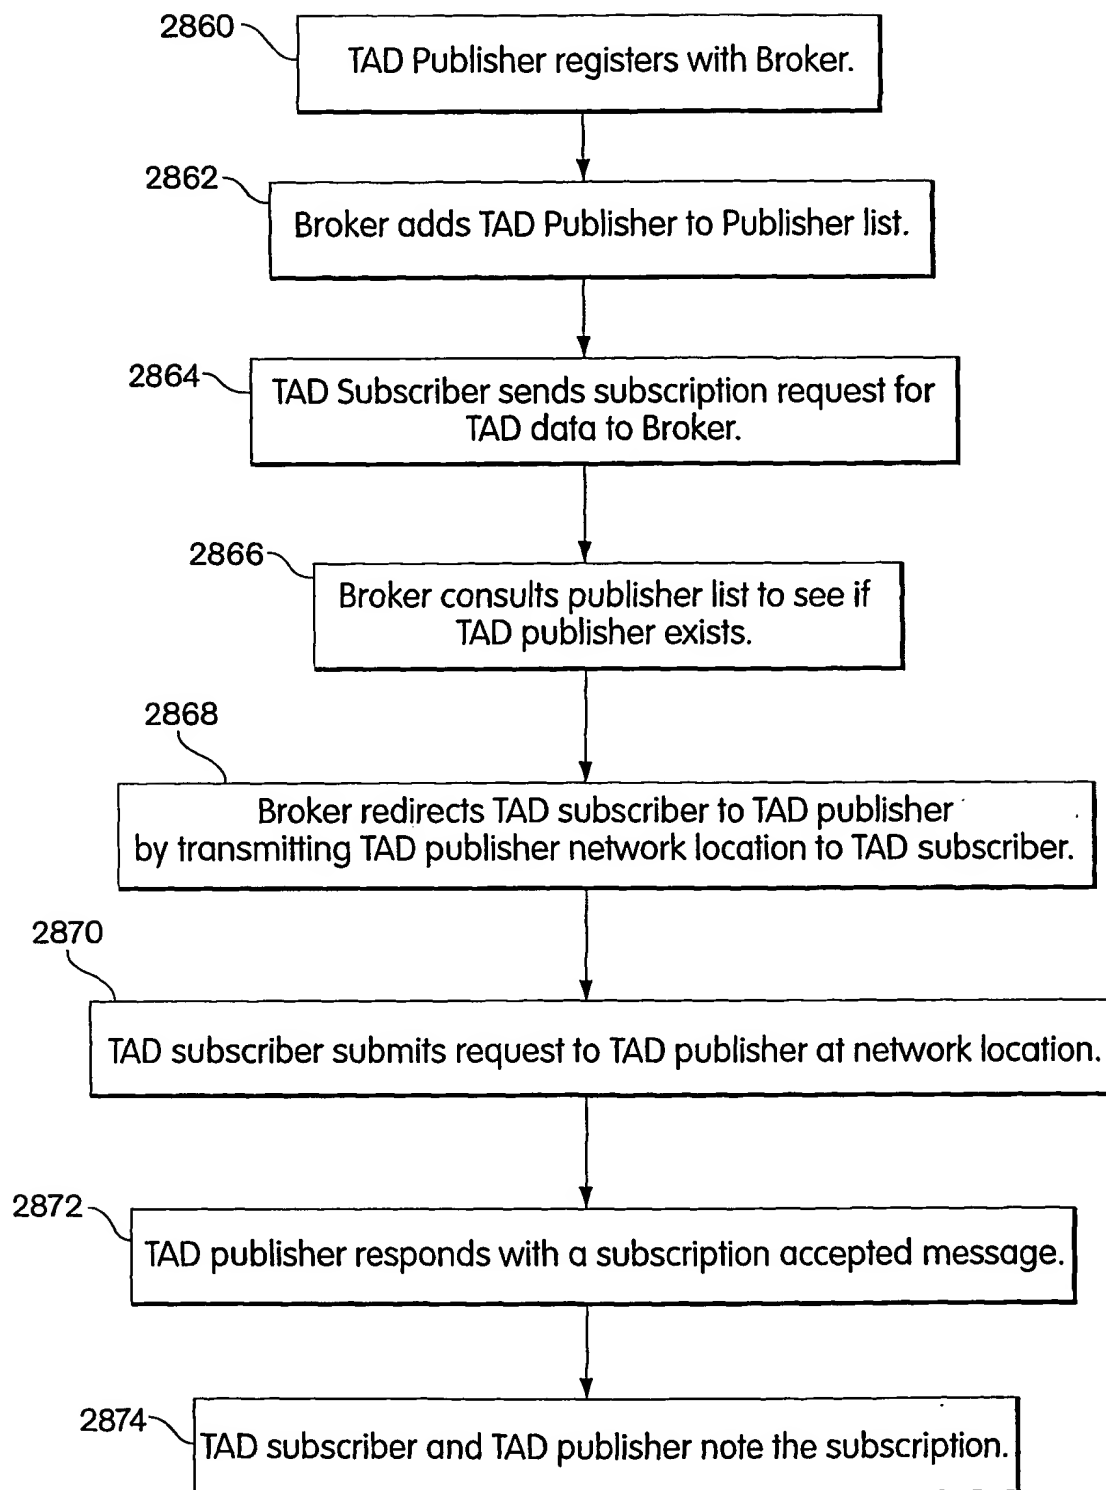 2860
TAD Publisher registers with Broker.
2862
Broker adds TAD Publisher to Publisher list.
2864
TAD Subscriber sends subscription request for
TAD data to Broker.
2866
Broker consults publisher list to see if
TAD publisher exists.
2868
Broker redirects TAD subscriber to TAD publisher
by transmitting TAD publisher network location to TAD subscriber.
2870
TAD subscriber submits request to TAD publisher at network location.
2872
TAD publisher responds with a subscription accepted message.
2874
TAD subscriber and TAD publisher note the subscription.